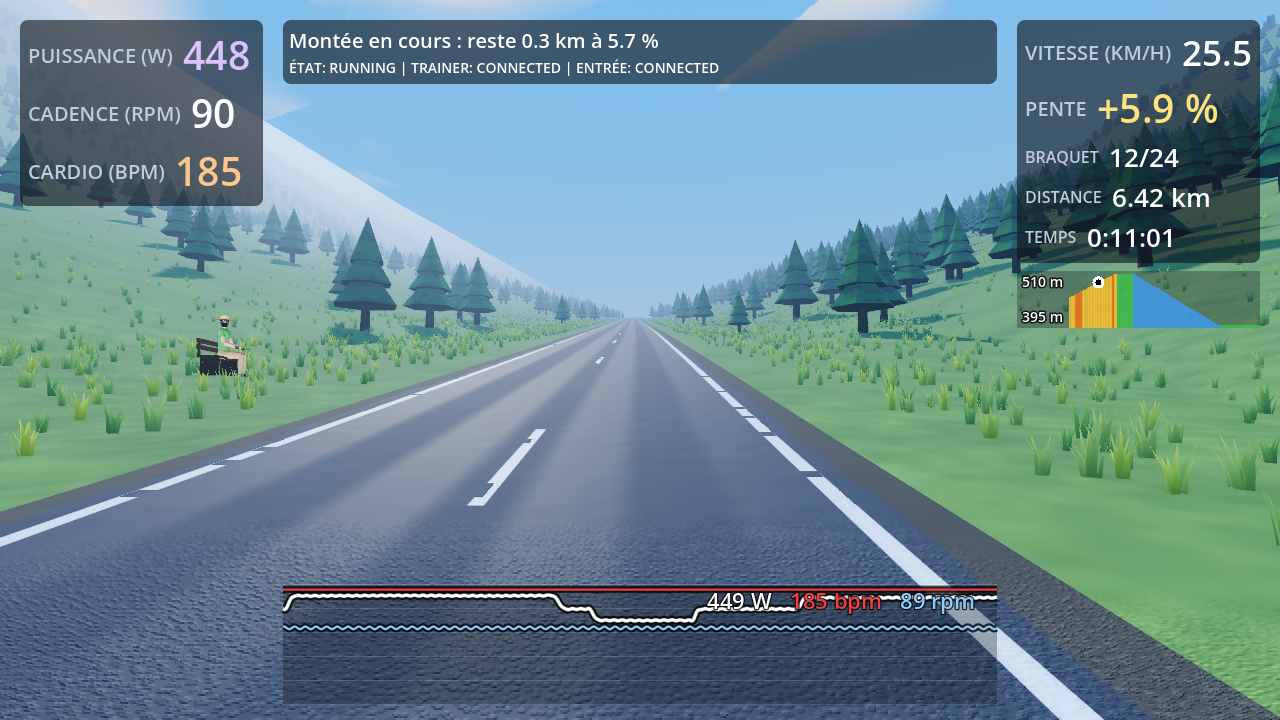 PUISSANCE (W) 448
CADENCE (RPM) 90
CARDIO (BPM) 185
Montée en cours : reste 0.3 km à 5.7 %
ÉTAT: RUNNING | TRAINER: CONNECTED | ENTRÉE: CONNECTED
VITESSE (KM/H) 25.5
PENTE +5.9 %
BRAQUET 12/24
DISTANCE 6.42 km
TEMPS 0:11:01
510 m
395 m
449 W 185 bpm 89 rpm